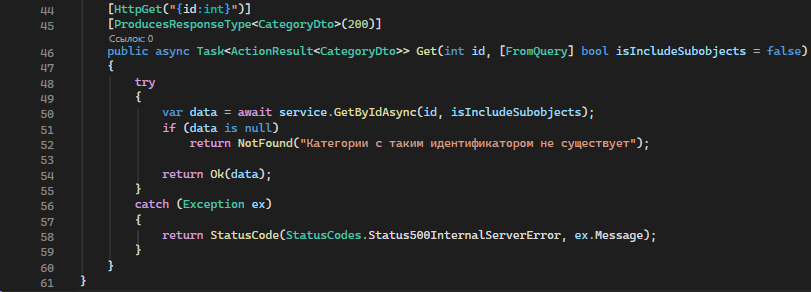 44 [HttpGet("{id:int}")]
45 [ProducesResponseType<CategoryDto>(200)]
Ссылок: 0
46 public async Task<ActionResult<CategoryDto>> Get(int id, [FromQuery] bool isIncludeSubobjects = false)
47 {
48 try
49 {
50 var data = await service.GetByIdAsync(id, isIncludeSubobjects);
51 if (data is null)
52 return NotFound("Категории с таким идентификатором не существует");
53
54 return Ok(data);
55 }
56 catch (Exception ex)
57 {
58 return StatusCode(StatusCodes.Status500InternalServerError, ex.Message);
59 }
60 }
61 }